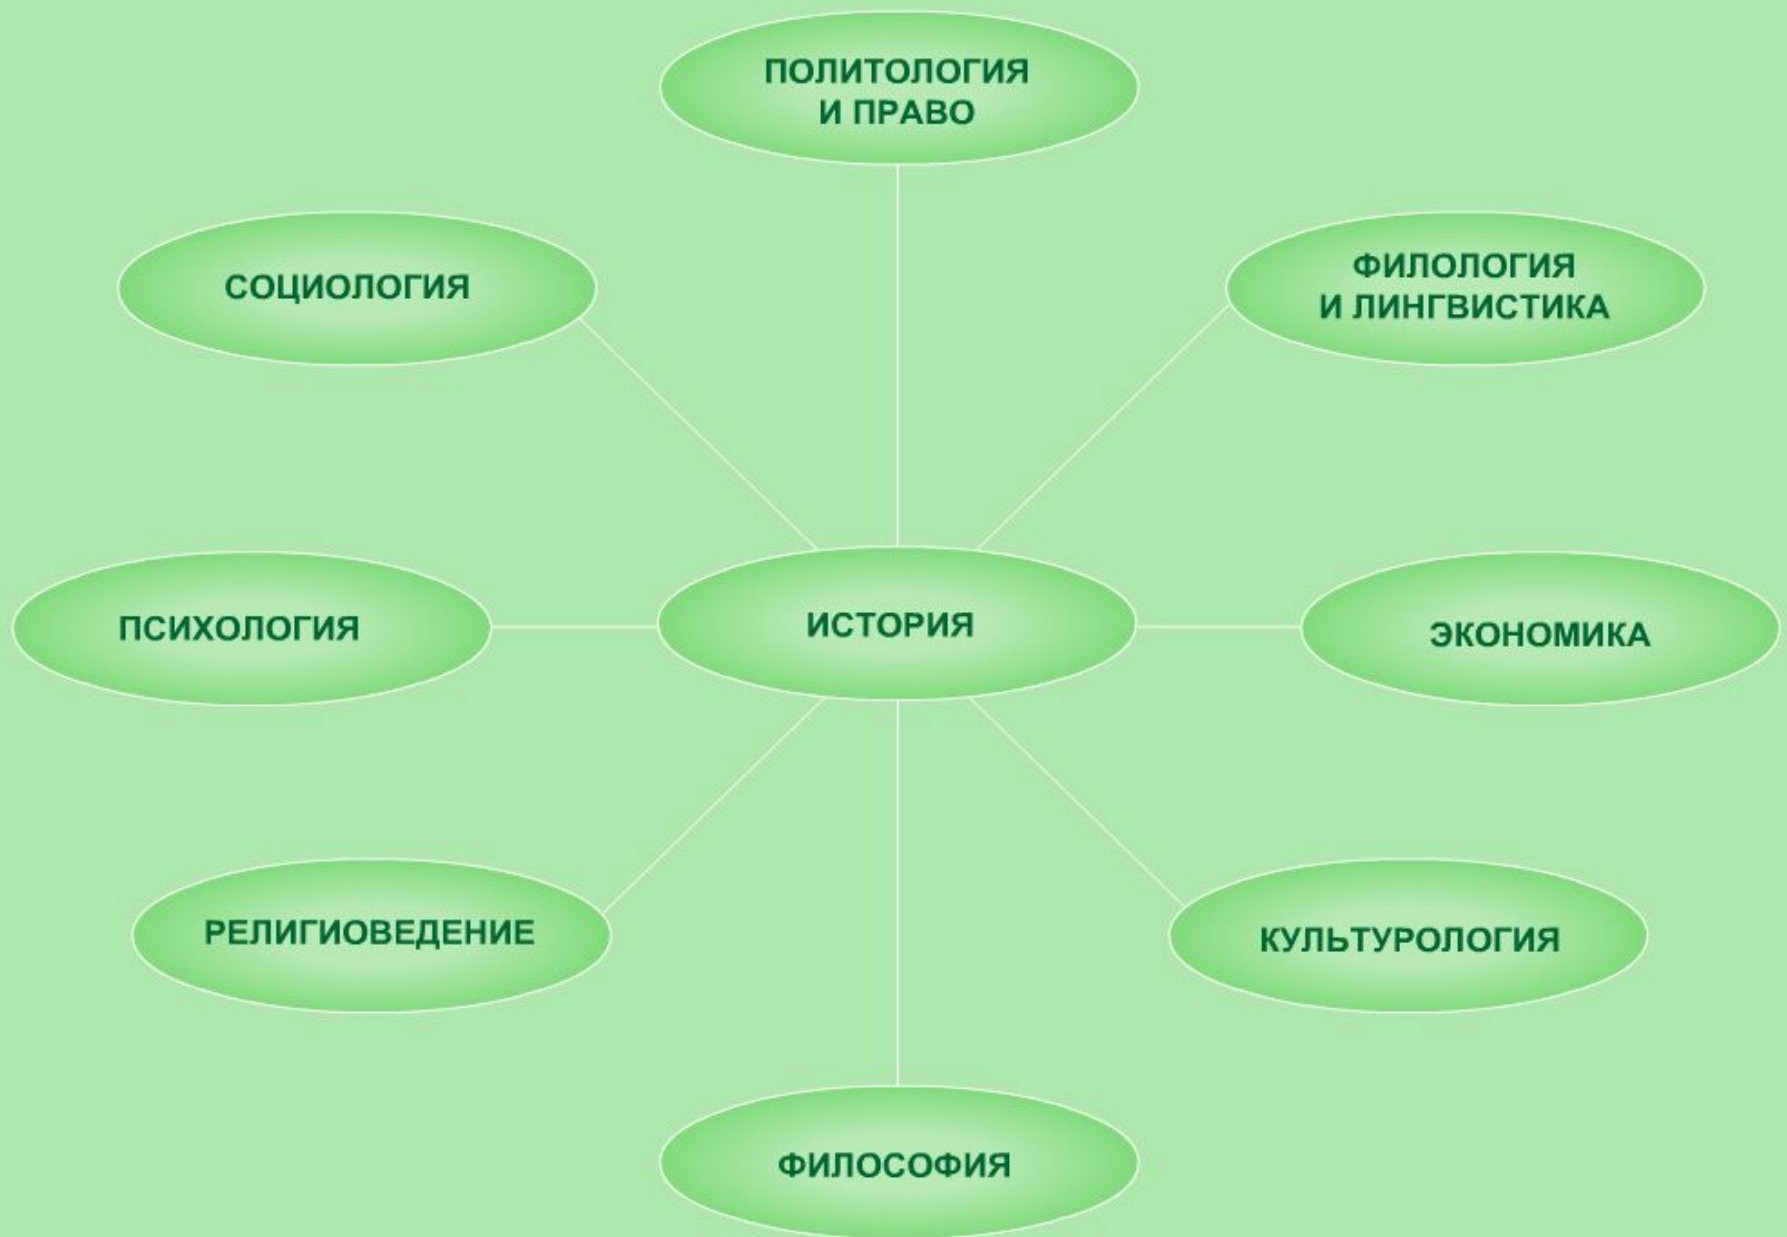 ПОЛИТОЛОГИЯ
И ПРАВО
СОЦИОЛОГИЯ
ФИЛОЛОГИЯ
И ЛИНГВИСТИКА
ПСИХОЛОГИЯ
ИСТОРИЯ
ЭКОНОМИКА
РЕЛИГИОВЕДЕНИЕ
КУЛЬТУРОЛОГИЯ
ФИЛОСОФИЯ